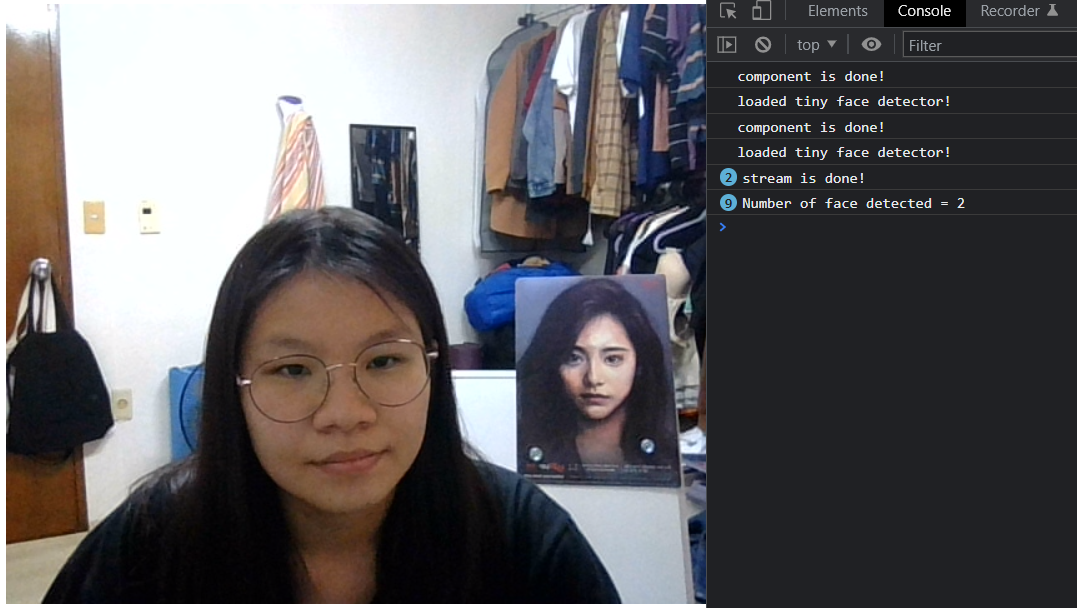 Elements Console Recorder
top Filter
component is done!
loaded tiny face detector!
component is done!
loaded tiny face detector!
2 stream is done!
9 Number of face detected = 2